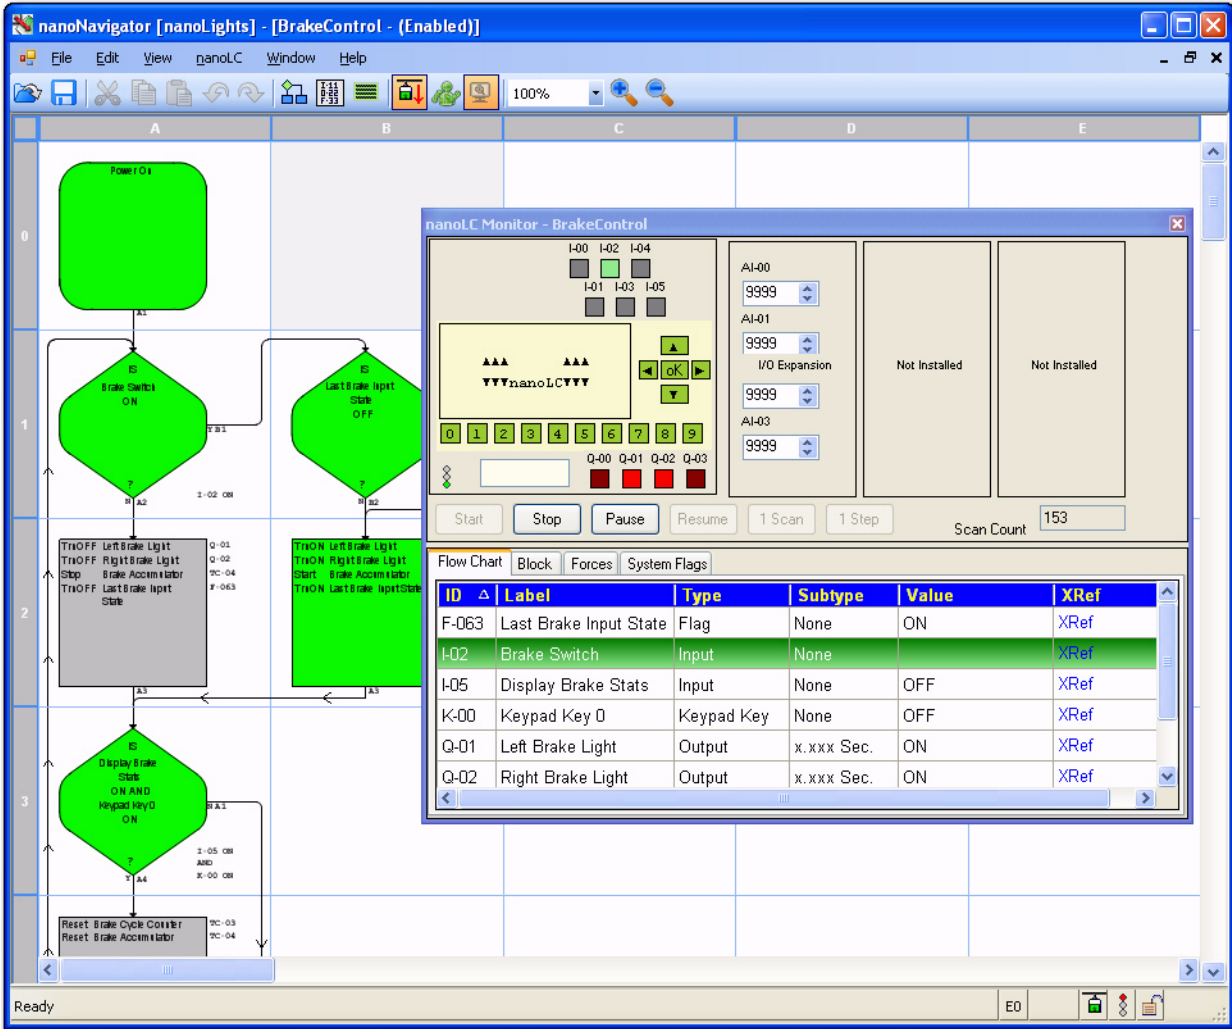 nanoNavigator [nanoLights] - [BrakeControl - (Enabled)]
File Edit View nanoLC Window Help
I-11
Q-22
F-33
100%
A B C D E
0
Power On
A1
1
IS
Brake Switch
ON
?
Y B1
N A2
I-02 ON
IS
Last Brake Input
State
OFF
?
N B2
2
TrnOFF Left Brake Light Q-01
TrnOFF Right Brake Light Q-02
Stop Brake Accumulator TC-04
TrnOFF Last Brake Input F-063
State
A3
TrnON Left Brake Light
TrnON Right Brake Light
Start Brake Accumulator
TrnON Last Brake Input State
A3
3
IS
Display Brake
Stats
ON AND
Keypad Key 0
ON
?
N A1
Y A4
I-05 ON
AND
K-00 ON
Reset Brake Cycle Counter TC-03
Reset Brake Accumulator TC-04
nanoLC Monitor - BrakeControl
I-00 I-02 I-04
I-01 I-03 I-05
nanoLC
oK
0 1 2 3 4 5 6 7 8 9
Q-00 Q-01 Q-02 Q-03
AI-00
9999
AI-01
9999
I/O Expansion
9999
AI-03
9999
Not Installed
Not Installed
Start Stop Pause Resume 1 Scan 1 Step Scan Count 153
Flow Chart Block Forces System Flags
ID Label Type Subtype Value XRef
F-063 Last Brake Input State Flag None ON XRef
I-02 Brake Switch Input None XRef
I-05 Display Brake Stats Input None OFF XRef
K-00 Keypad Key 0 Keypad Key None OFF XRef
Q-01 Left Brake Light Output x.xxx Sec. ON XRef
Q-02 Right Brake Light Output x.xxx Sec. ON XRef
Ready
E0